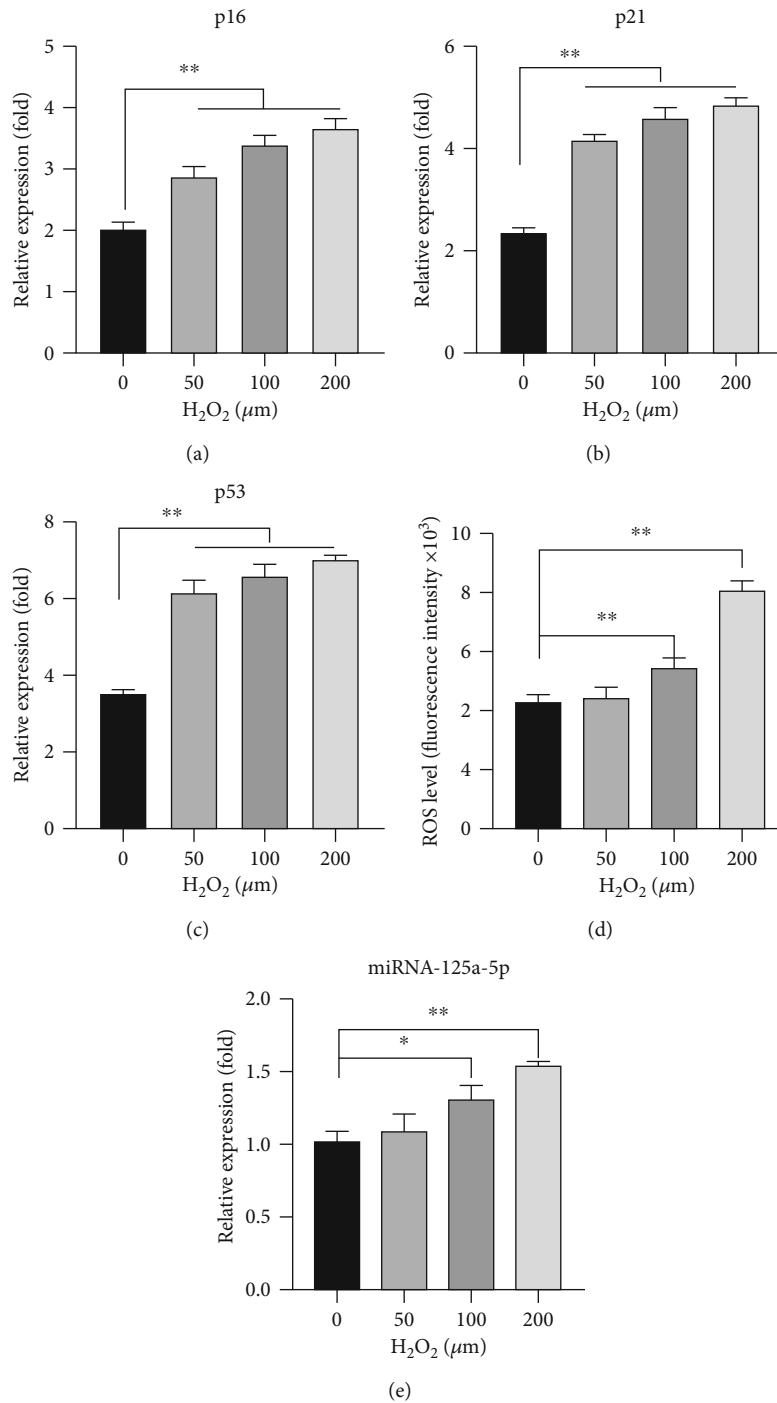 p16
Relative expression (fold)
5
4
3
2
1
0
**
0 50 100 200
H₂O₂ (μm)
(a)
p21
Relative expression (fold)
6
4
2
0
**
0 50 100 200
H₂O₂ (μm)
(b)
p53
Relative expression (fold)
8
6
4
2
0
**
0 50 100 200
H₂O₂ (μm)
(c)
ROS level (fluorescence intensity ×10³)
10
8
6
2
4
0
**
**
0 50 100 200
H₂O₂ (μm)
(d)
miRNA-125a-5p
Relative expression (fold)
2.0
1.5
1.0
0.5
0.0
**
*
0 50 100 200
H₂O₂ (μm)
(e)